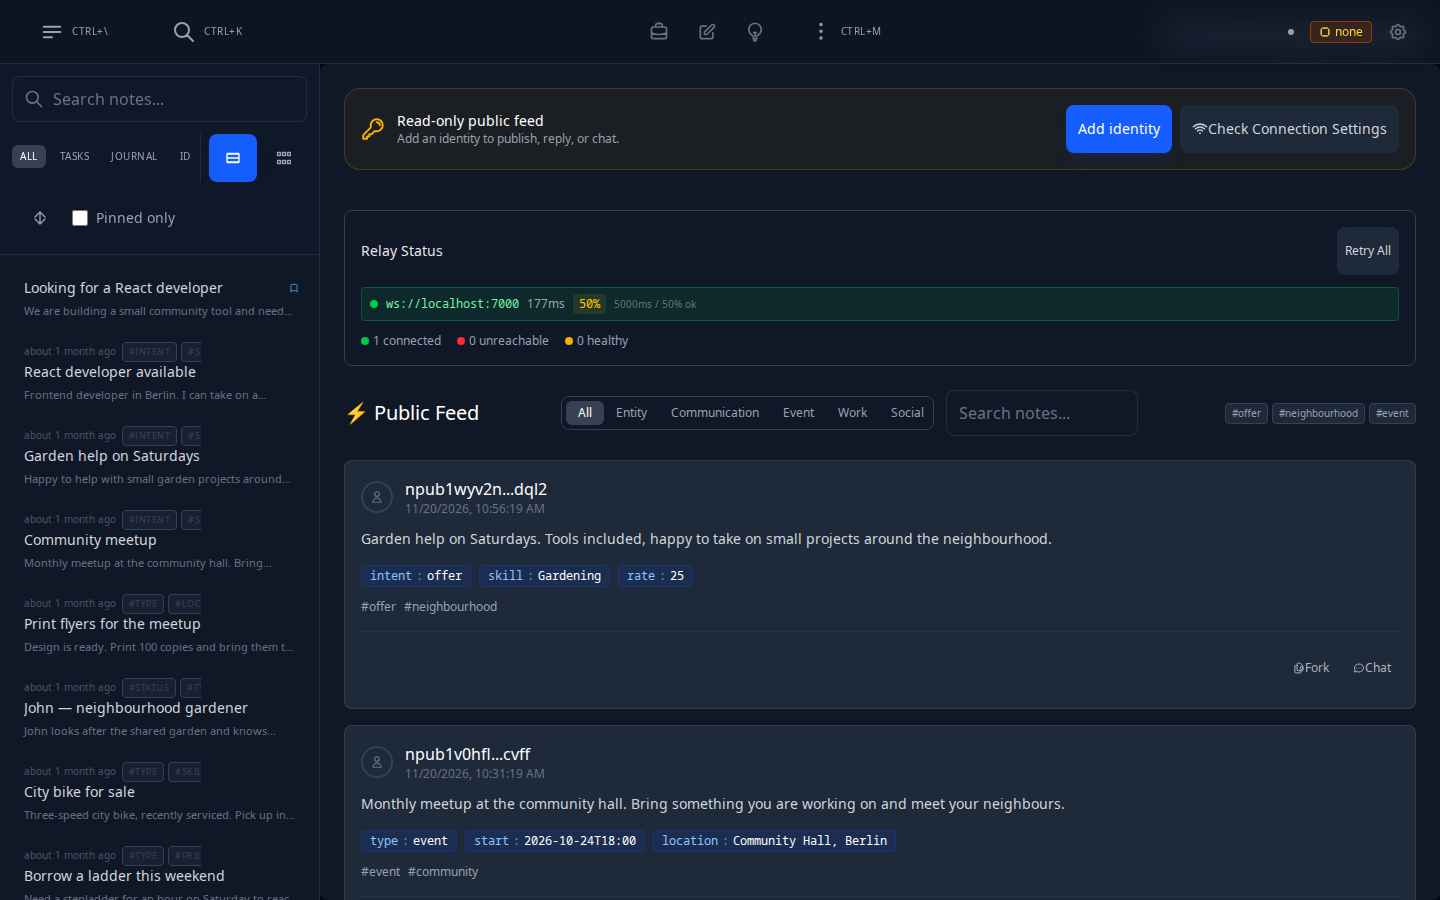 CTRL+\
CTRL+K
CTRL+M
none
Search notes...
ALL TASKS JOURNAL ID
Pinned only
Looking for a React developer
We are building a small community tool and need...
about 1 month ago #INTENT #S
React developer available
Frontend developer in Berlin. I can take on a...
about 1 month ago #INTENT #S
Garden help on Saturdays
Happy to help with small garden projects around...
about 1 month ago #INTENT #S
Community meetup
Monthly meetup at the community hall. Bring...
about 1 month ago #TYPE #LOC
Print flyers for the meetup
Design is ready. Print 100 copies and bring them t...
about 1 month ago #STATUS #T
John — neighbourhood gardener
John looks after the shared garden and knows...
about 1 month ago #TYPE #SKIL
City bike for sale
Three-speed city bike, recently serviced. Pick up in...
about 1 month ago #TYPE #PRIC
Borrow a ladder this weekend
Need a stepladder for an hour on Saturday to reac...
Read-only public feed
Add an identity to publish, reply, or chat.
Add identity
Check Connection Settings
Relay Status
Retry All
ws://localhost:7000 177ms 50% 5000ms / 50% ok
1 connected 0 unreachable 0 healthy
⚡ Public Feed
All Entity Communication Event Work Social
Search notes...
#offer #neighbourhood #event
npub1wyv2n...dql2
11/20/2026, 10:56:19 AM
Garden help on Saturdays. Tools included, happy to take on small projects around the neighbourhood.
intent : offer skill : Gardening rate : 25
#offer #neighbourhood
Fork Chat
npub1v0hfl...cvff
11/20/2026, 10:31:19 AM
Monthly meetup at the community hall. Bring something you are working on and meet your neighbours.
type : event start : 2026-10-24T18:00 location : Community Hall, Berlin
#event #community